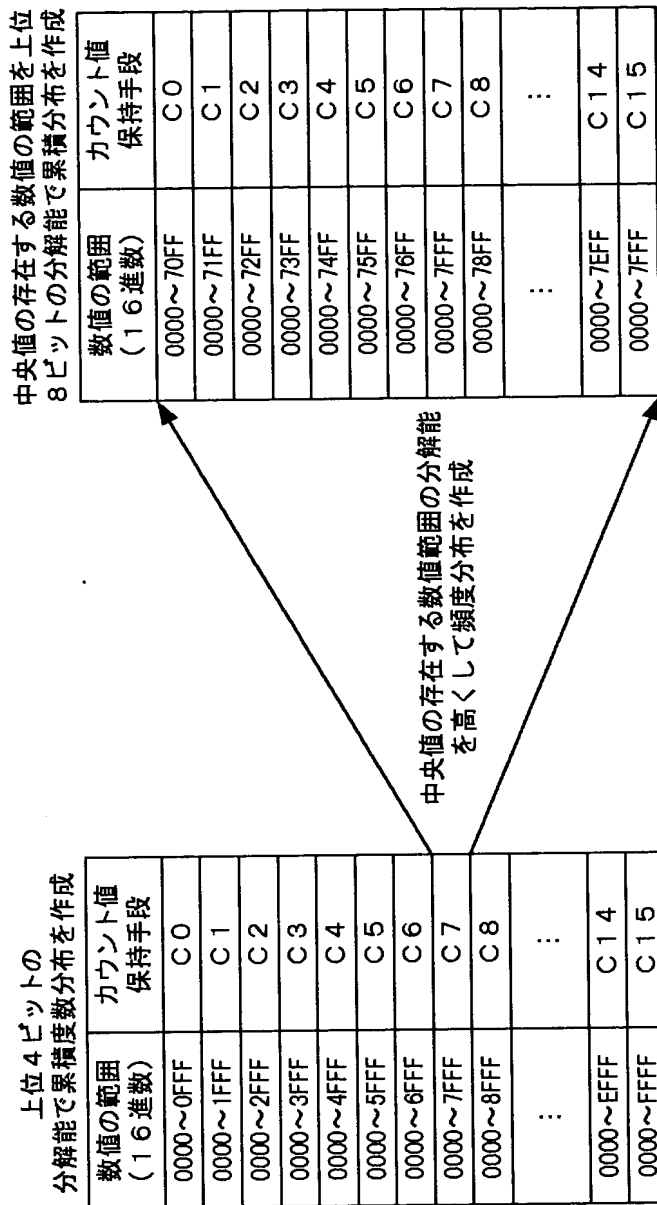 上位4ビットの
分解能で累積度数分布を作成
数値の範囲
(16進数)
カウント値
保持手段
0000~0FFF
C0
0000~1FFF
C1
0000~2FFF
C2
0000~3FFF
C3
0000~4FFF
C4
0000~5FFF
C5
0000~6FFF
C6
0000~7FFF
C7
0000~8FFF
C8
⋮
⋮
0000~EFFF
C14
0000~FFFF
C15
中央値の存在する数値範囲の分解能
を高くして頻度分布を作成
中央値の存在する数値の範囲を上位
8ビットの分解能で累積分布を作成
数値の範囲
(16進数)
カウント値
保持手段
0000~70FF
C0
0000~71FF
C1
0000~72FF
C2
0000~73FF
C3
0000~74FF
C4
0000~75FF
C5
0000~76FF
C6
0000~7FFF
C7
0000~78FF
C8
⋮
⋮
0000~7EFF
C14
0000~7FFF
C15